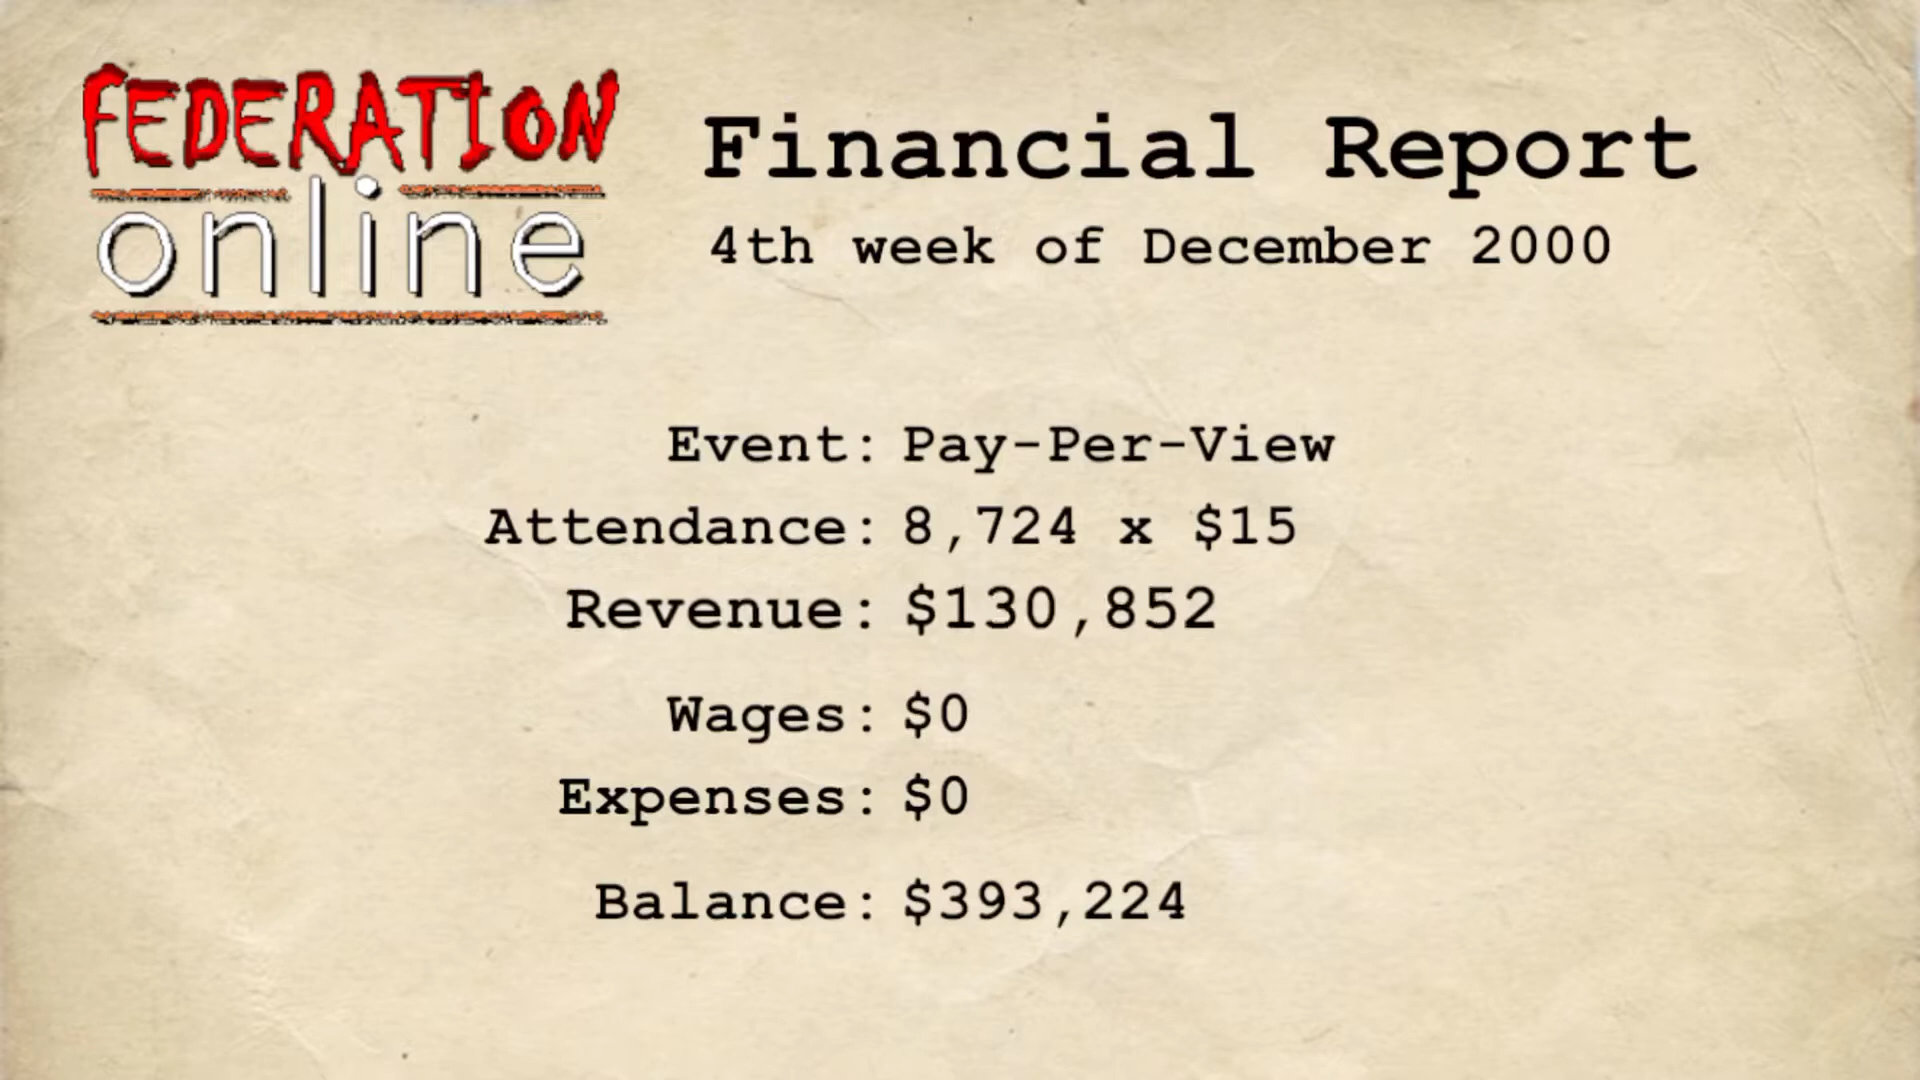 FEDERATION
online
Financial Report
4th week of December 2000
Event: Pay-Per-View
Attendance: 8,724 x $15
Revenue: $130,852
Wages: $0
Expenses: $0
Balance: $393,224